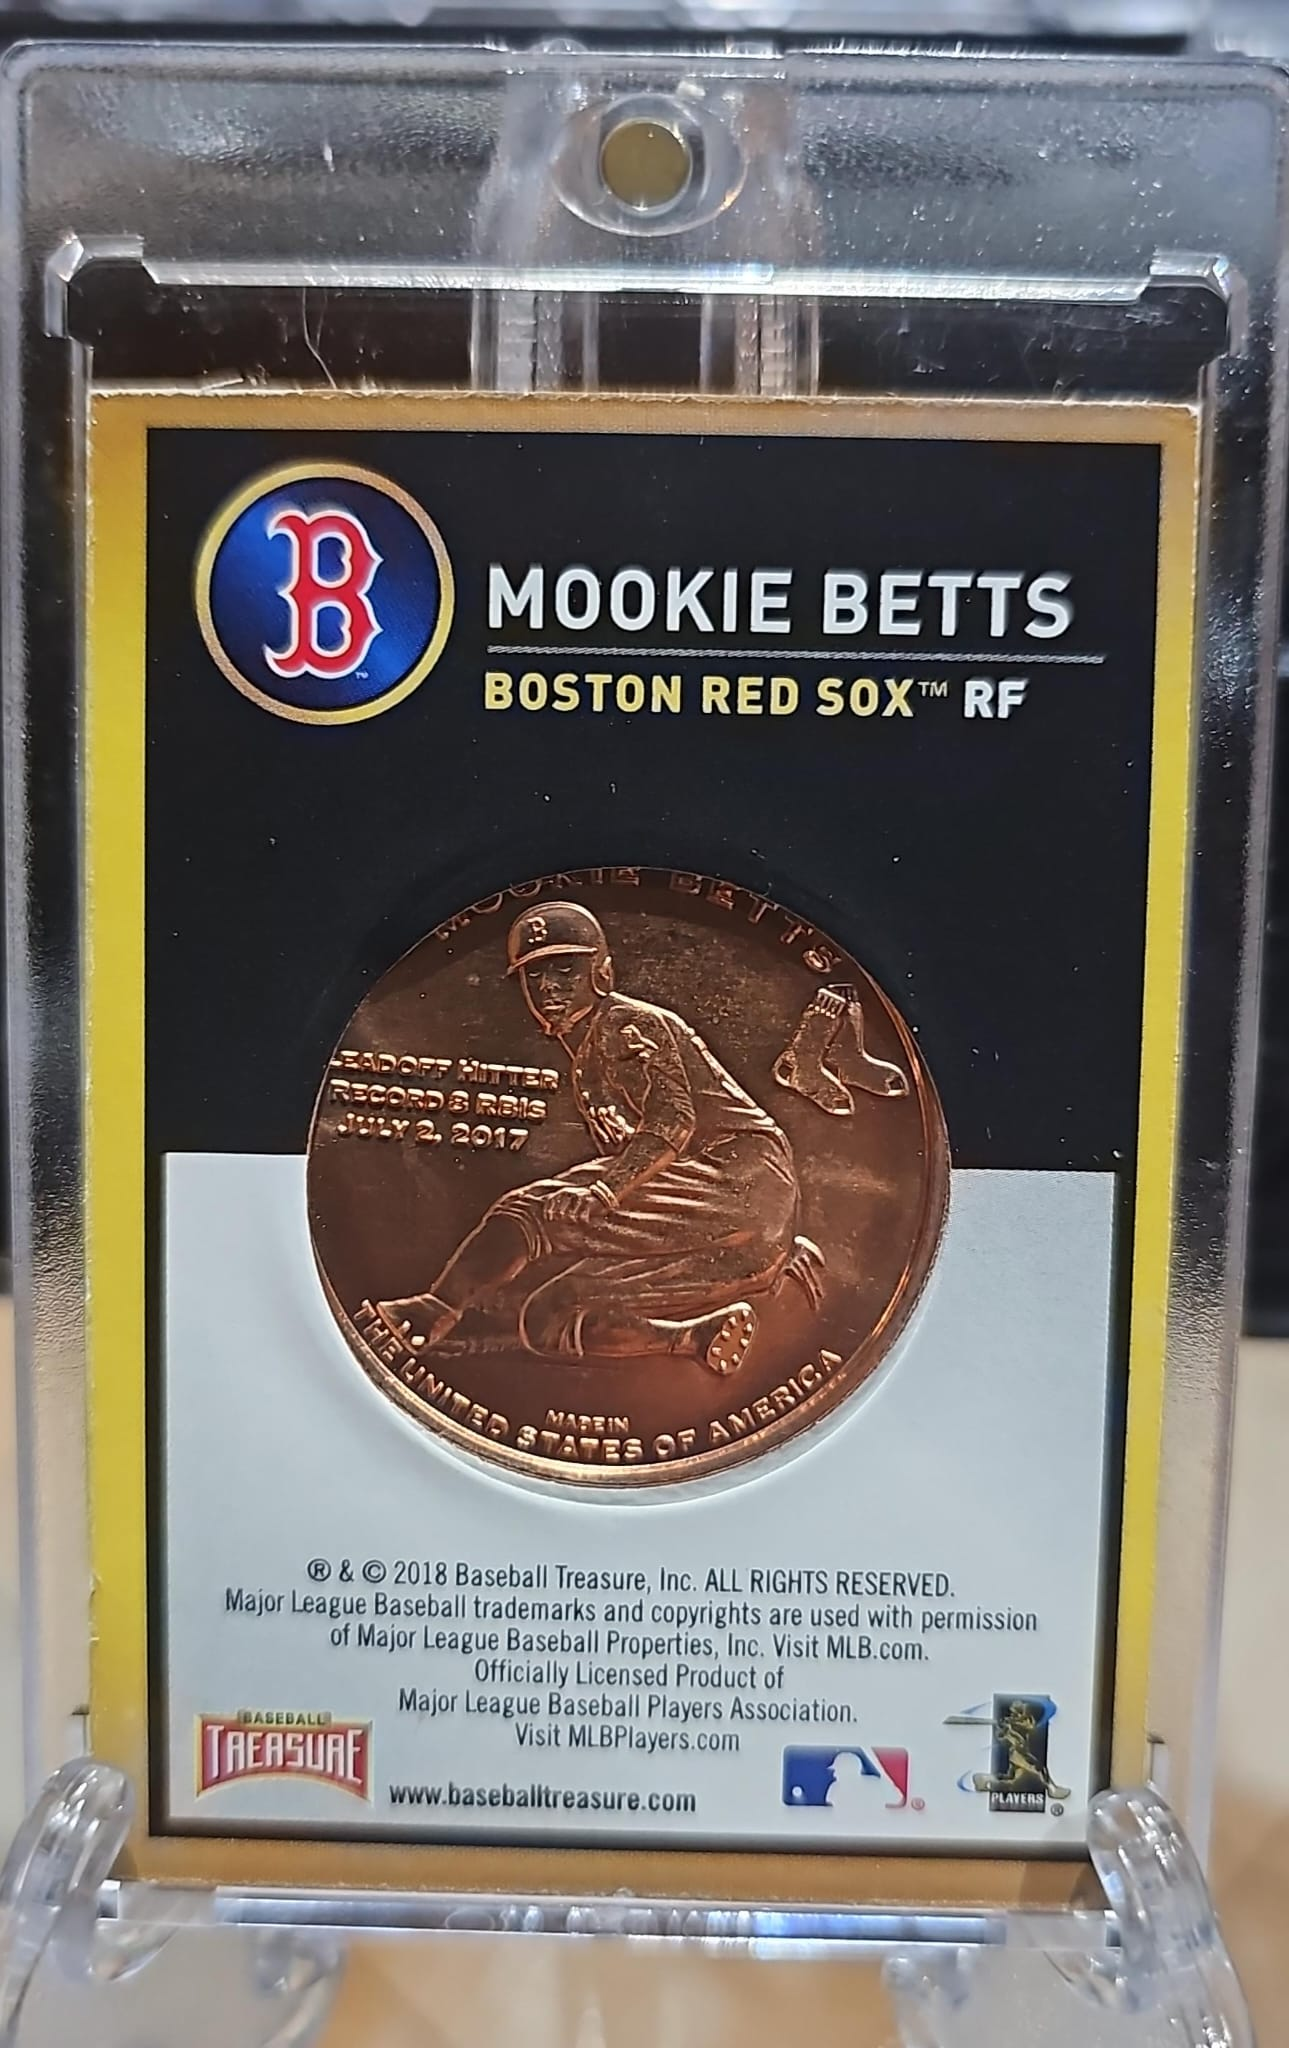 B
MOOKIE BETTS
BOSTON RED SOX™ RF
MOOKIE BETTS
B
LEADOFF HITTER
RECORD 8 RBIS
JULY 2, 2017
MADE IN
THE UNITED STATES OF AMERICA
® & © 2018 Baseball Treasure, Inc. ALL RIGHTS RESERVED.
Major League Baseball trademarks and copyrights are used with permission
of Major League Baseball Properties, Inc. Visit MLB.com.
Officially Licensed Product of
Major League Baseball Players Association.
Visit MLBPlayers.com
BASEBALL
TREASURE
www.baseballtreasure.com
PLAYERS ®